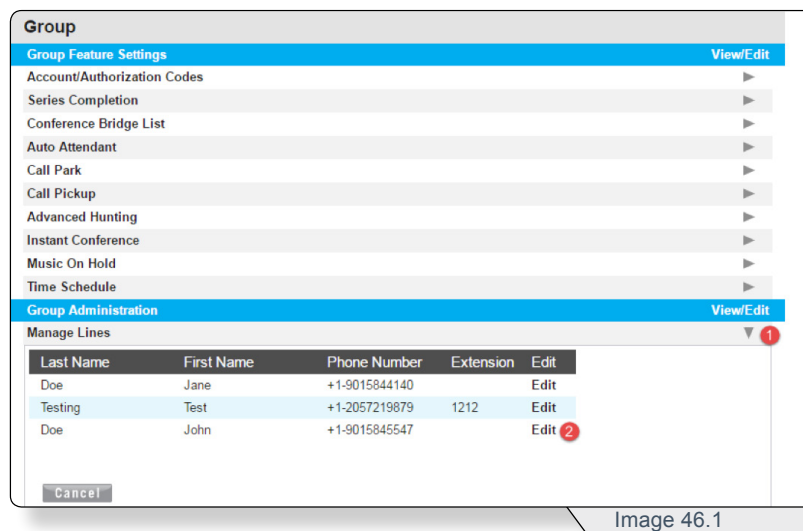 Group
Group Feature Settings View/Edit
Account/Authorization Codes
Series Completion
Conference Bridge List
Auto Attendant
Call Park
Call Pickup
Advanced Hunting
Instant Conference
Music On Hold
Time Schedule
Group Administration View/Edit
Manage Lines 1
Last Name First Name Phone Number Extension Edit
Doe Jane +1-9015844140 Edit
Testing Test +1-2057219879 1212 Edit
Doe John +1-9015845547 Edit 2
Cancel
Image 46.1